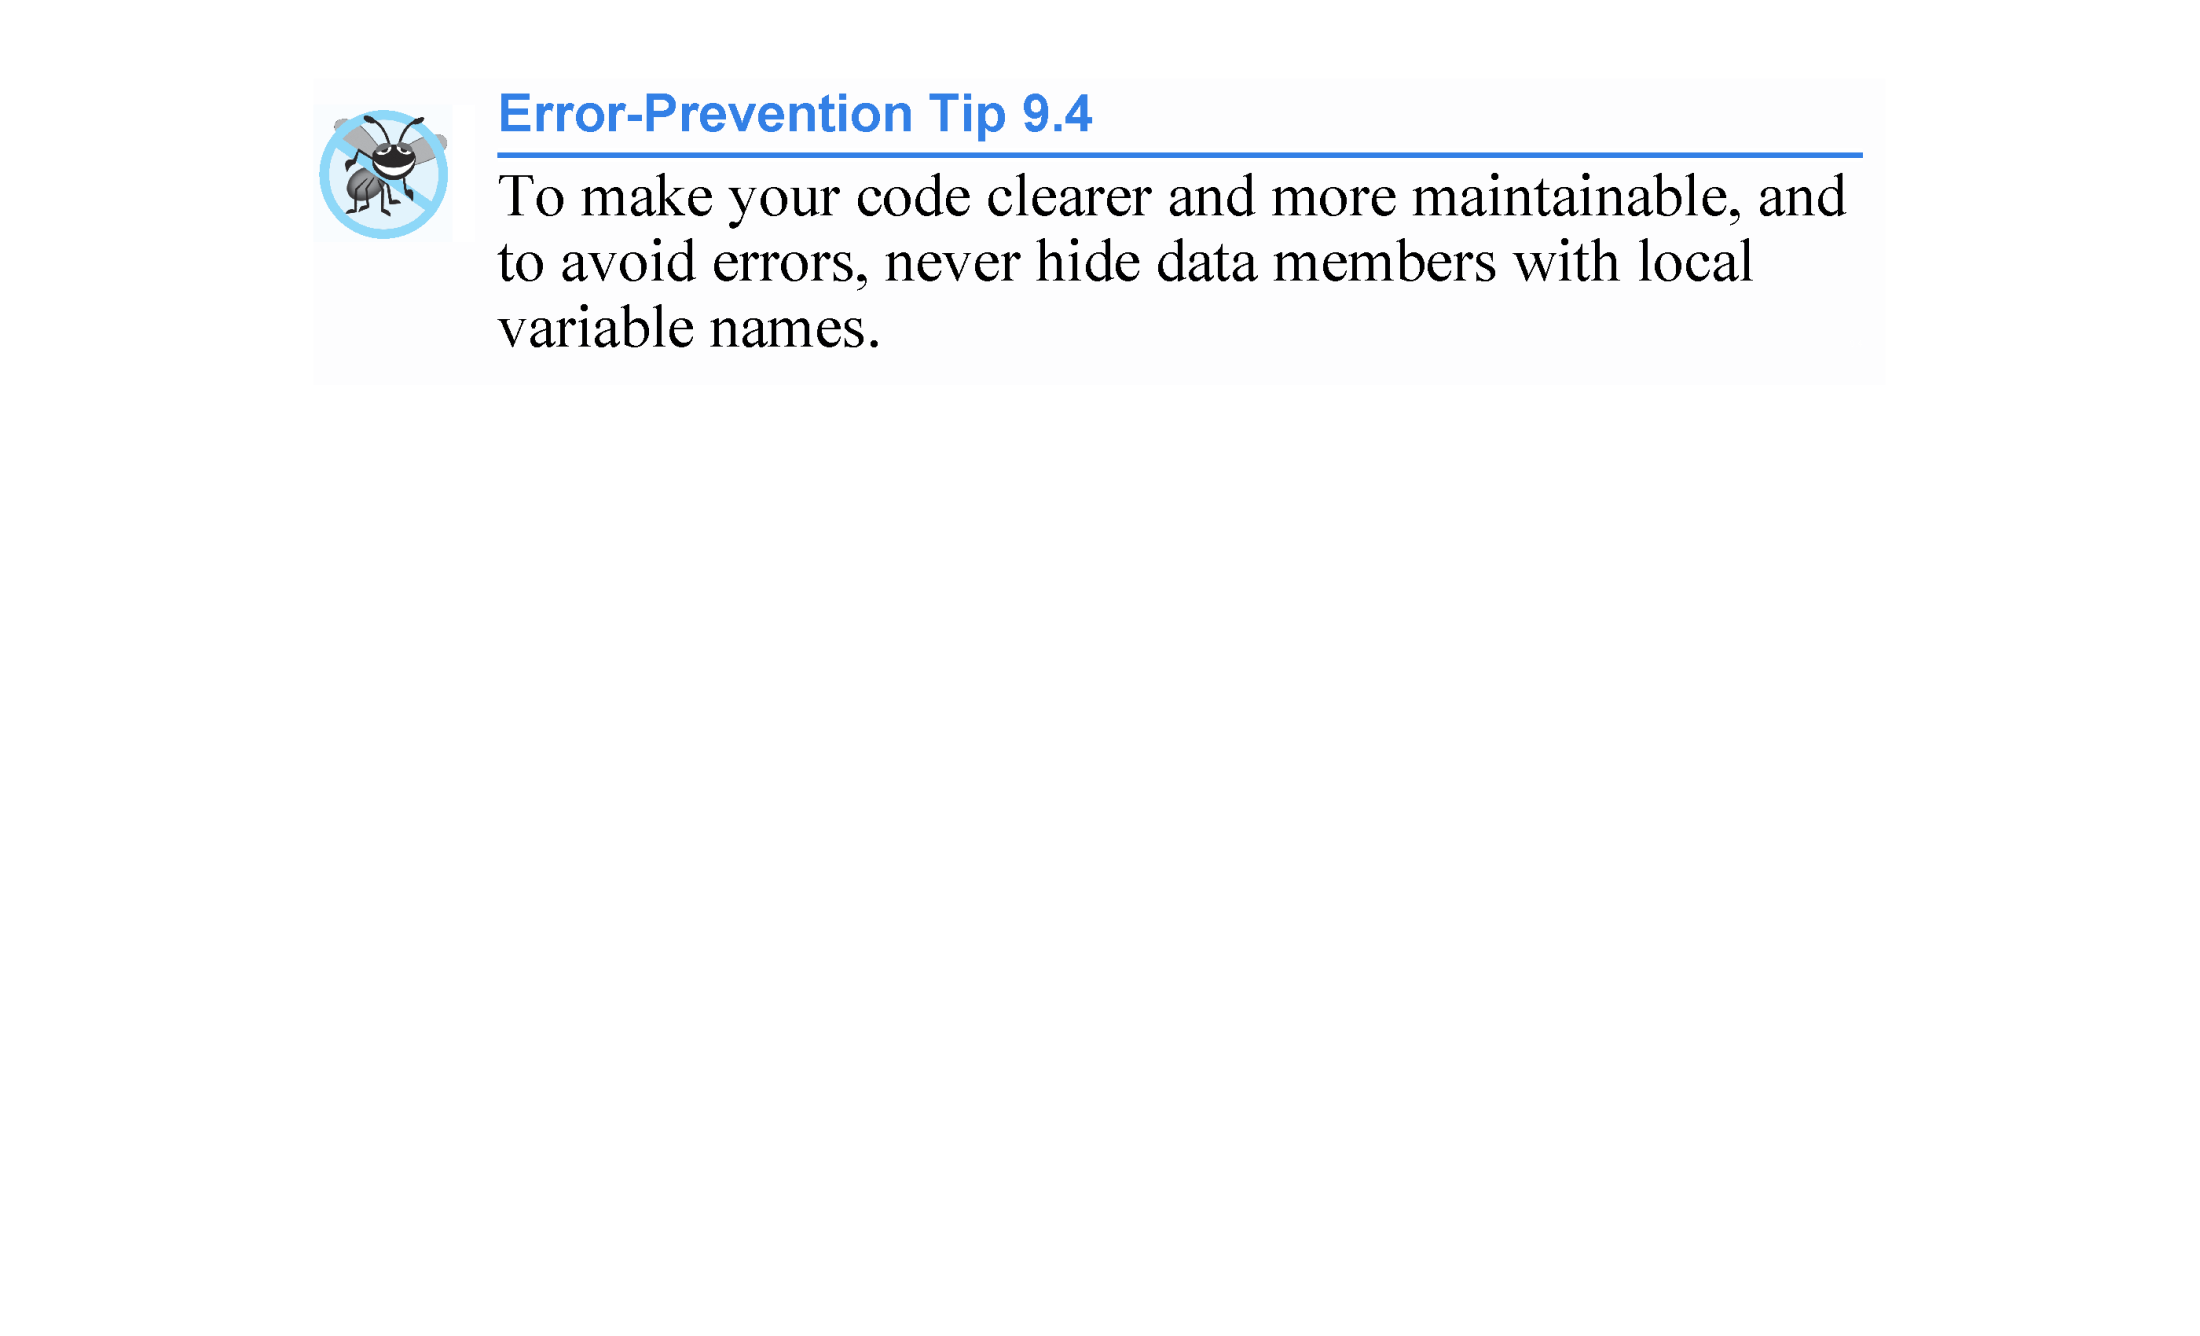 Error-Prevention Tip 9.4
To make your code clearer and more maintainable, and
to avoid errors, never hide data members with local
variable names.